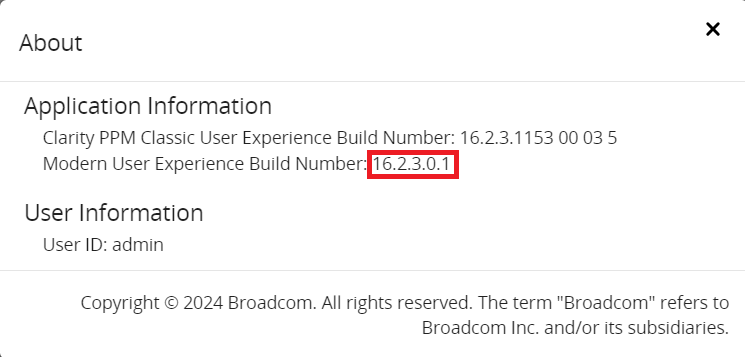 About
Application Information
Clarity PPM Classic User Experience Build Number: 16.2.3.1153 00 03 5
Modern User Experience Build Number: 16.2.3.0.1
User Information
User ID: admin
Copyright © 2024 Broadcom. All rights reserved. The term "Broadcom" refers to
Broadcom Inc. and/or its subsidiaries.